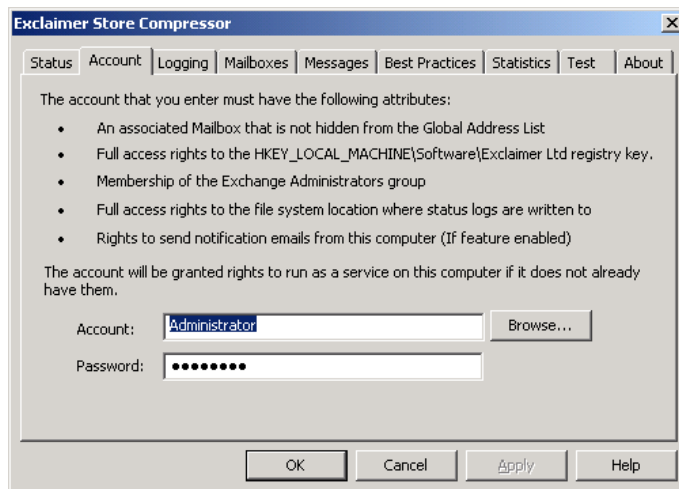 Exclaimer Store Compressor
Status Account Logging Mailboxes Messages Best Practices Statistics Test About
The account that you enter must have the following attributes:
• An associated Mailbox that is not hidden from the Global Address List
• Full access rights to the HKEY_LOCAL_MACHINE\Software\Exclaimer Ltd registry key.
• Membership of the Exchange Administrators group
• Full access rights to the file system location where status logs are written to
• Rights to send notification emails from this computer (If feature enabled)
The account will be granted rights to run as a service on this computer if it does not already
have them.
Account: Administrator Browse...
Password: ●●●●●●●●
OK Cancel Apply Help